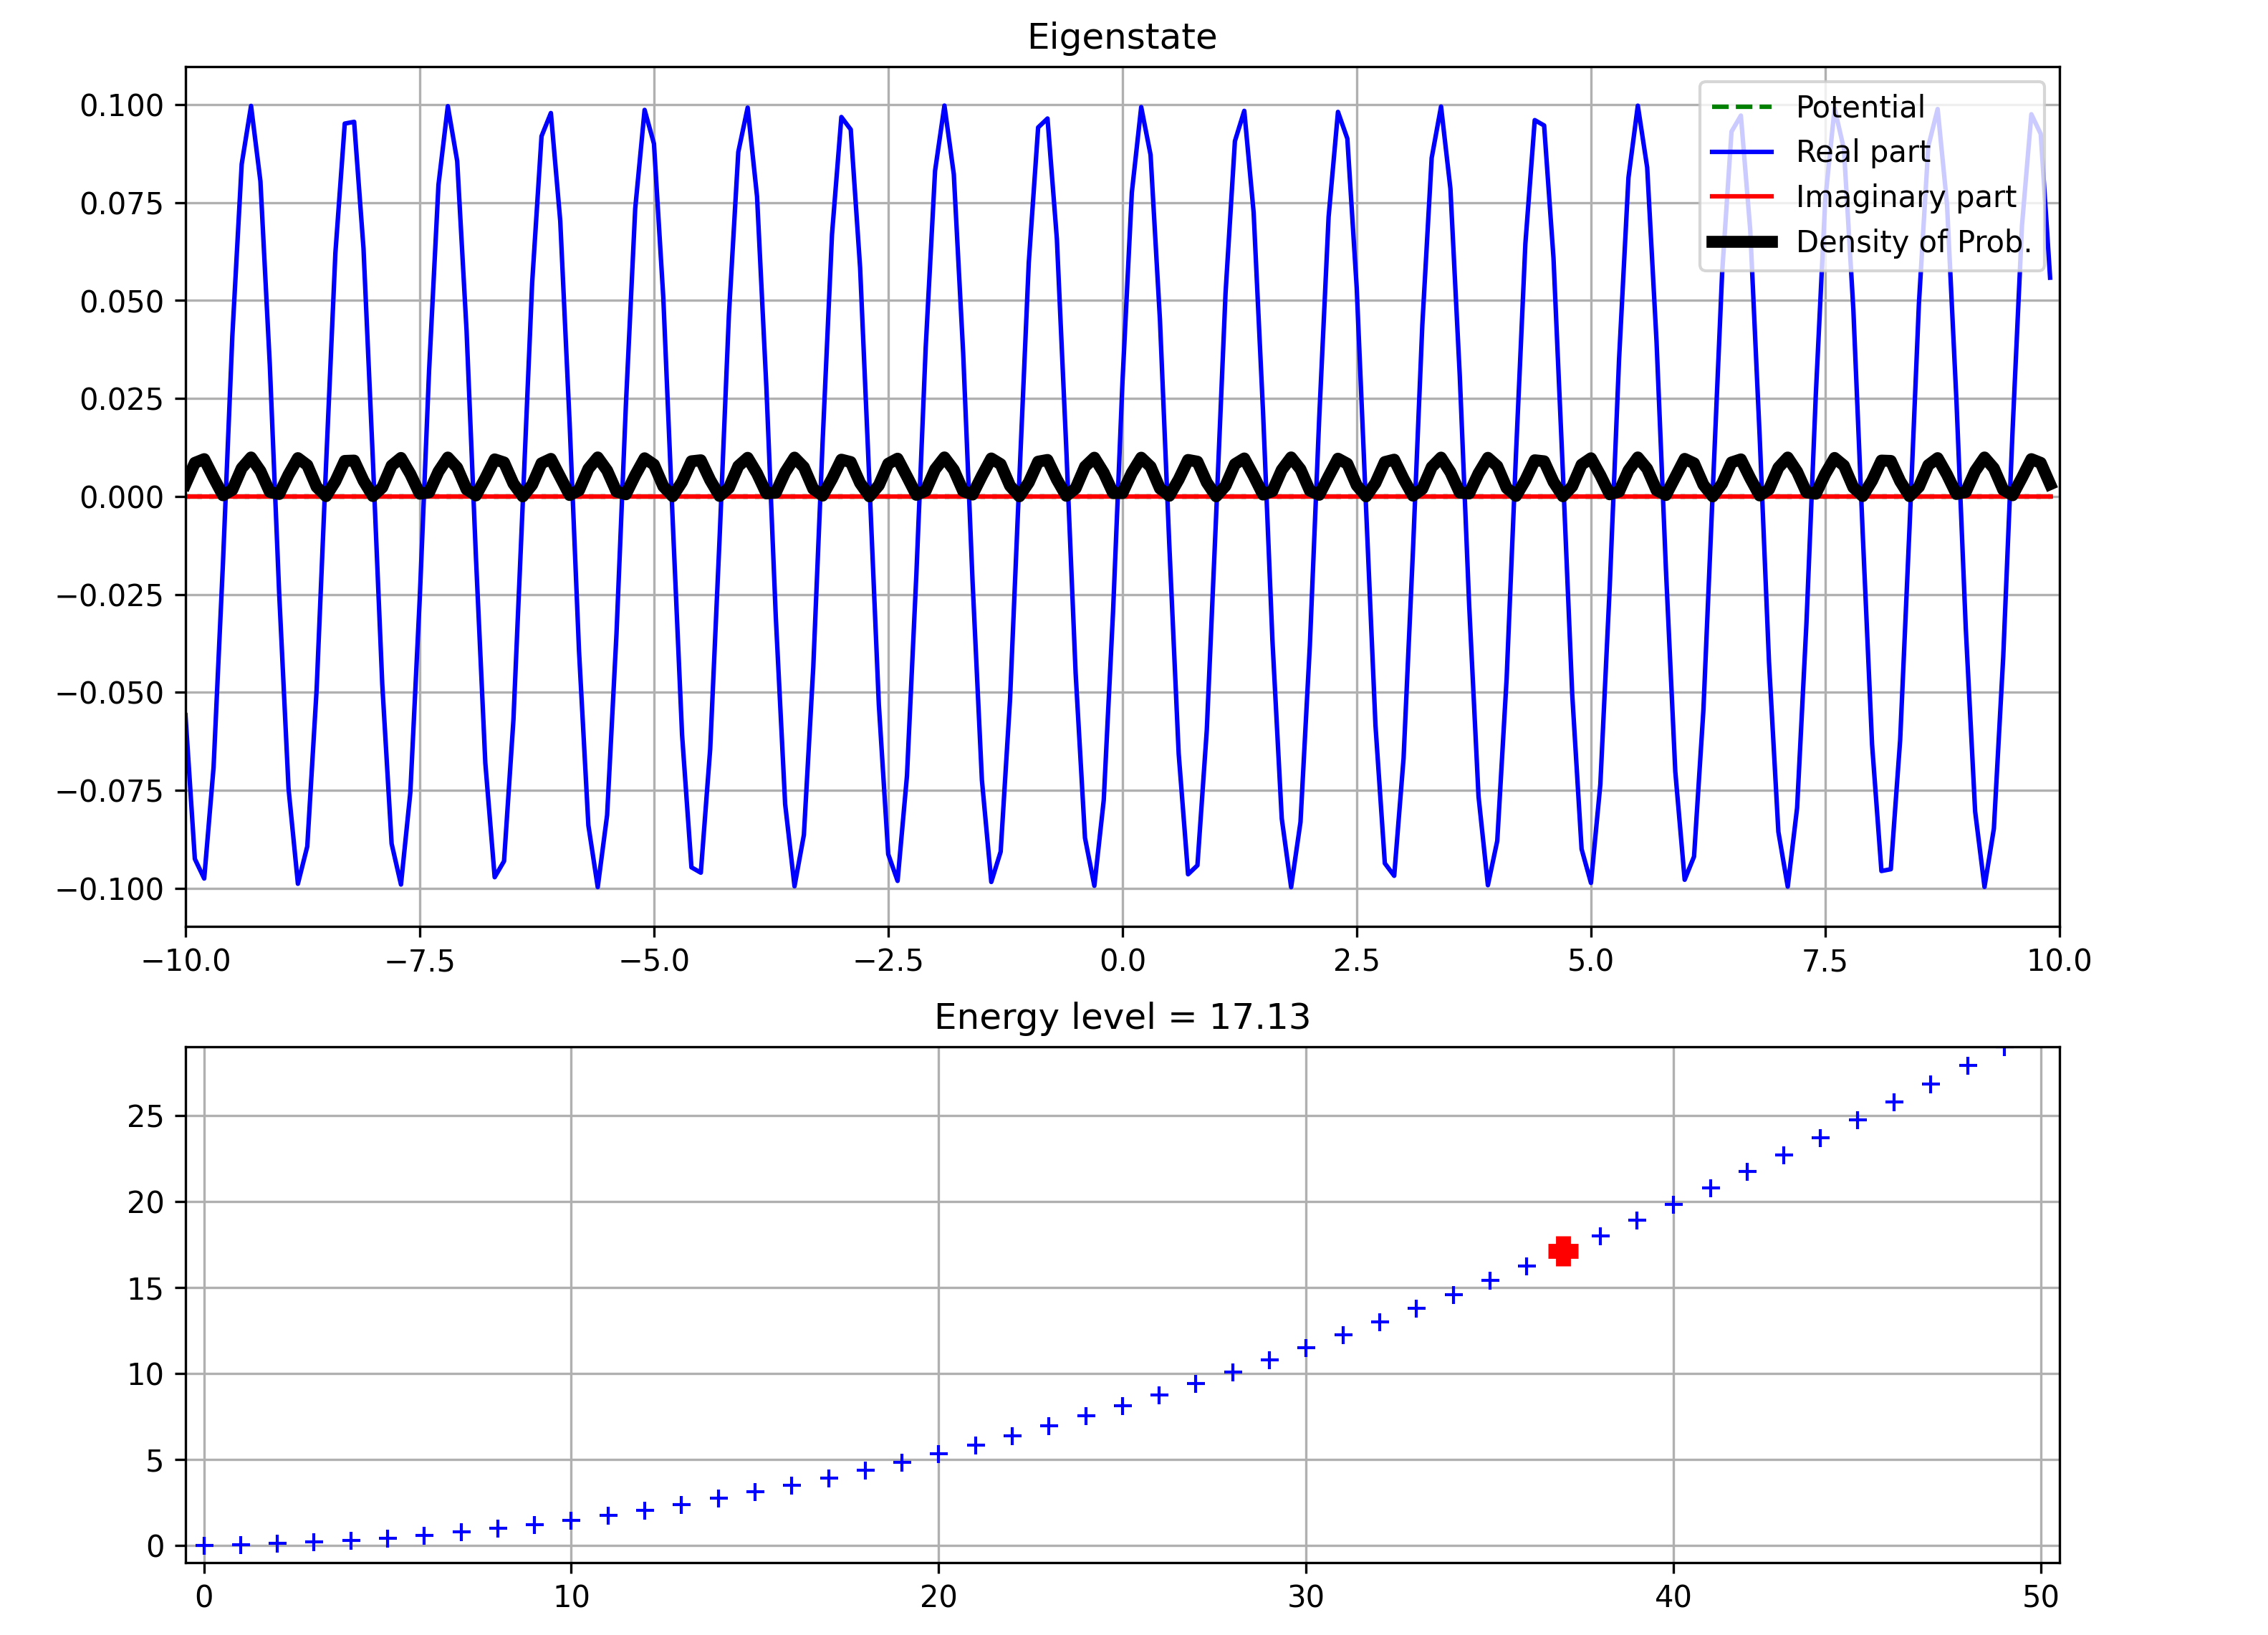 Eigenstate
0.100
0.075
0.050
0.025
0.000
−0.025
−0.050
−0.075
−0.100
Potential
Real part
Imaginary part
Density of Prob.
−10.0 −7.5 −5.0 −2.5 0.0 2.5 5.0 7.5 10.0
Energy level = 17.13
25
20
15
10
5
0
0 10 20 30 40 50